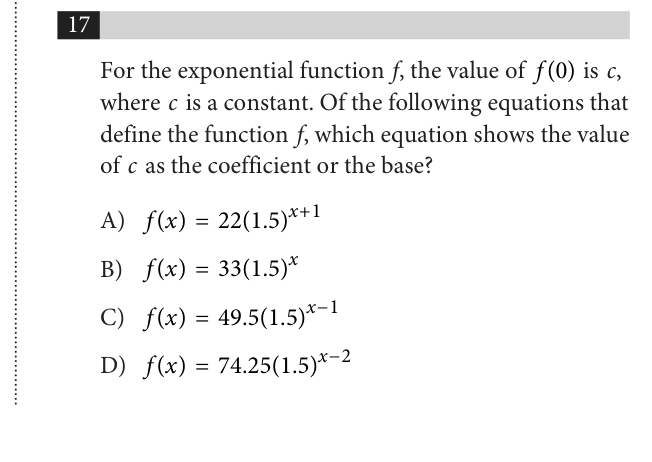 17
For the exponential function f, the value of f(0) is c,
where c is a constant. Of the following equations that
define the function f, which equation shows the value
of c as the coefficient or the base?
A) f(x) = 22(1.5)^{x+1}
B) f(x) = 33(1.5)^{x}
C) f(x) = 49.5(1.5)^{x−1}
D) f(x) = 74.25(1.5)^{x−2}